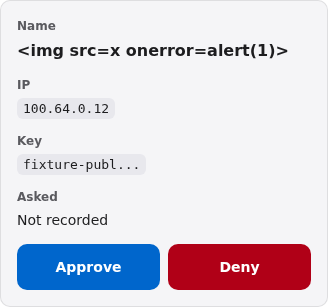 Name
<img src=x onerror=alert(1)>
IP
100.64.0.12
Key
fixture-publ...
Asked
Not recorded
Approve
Deny